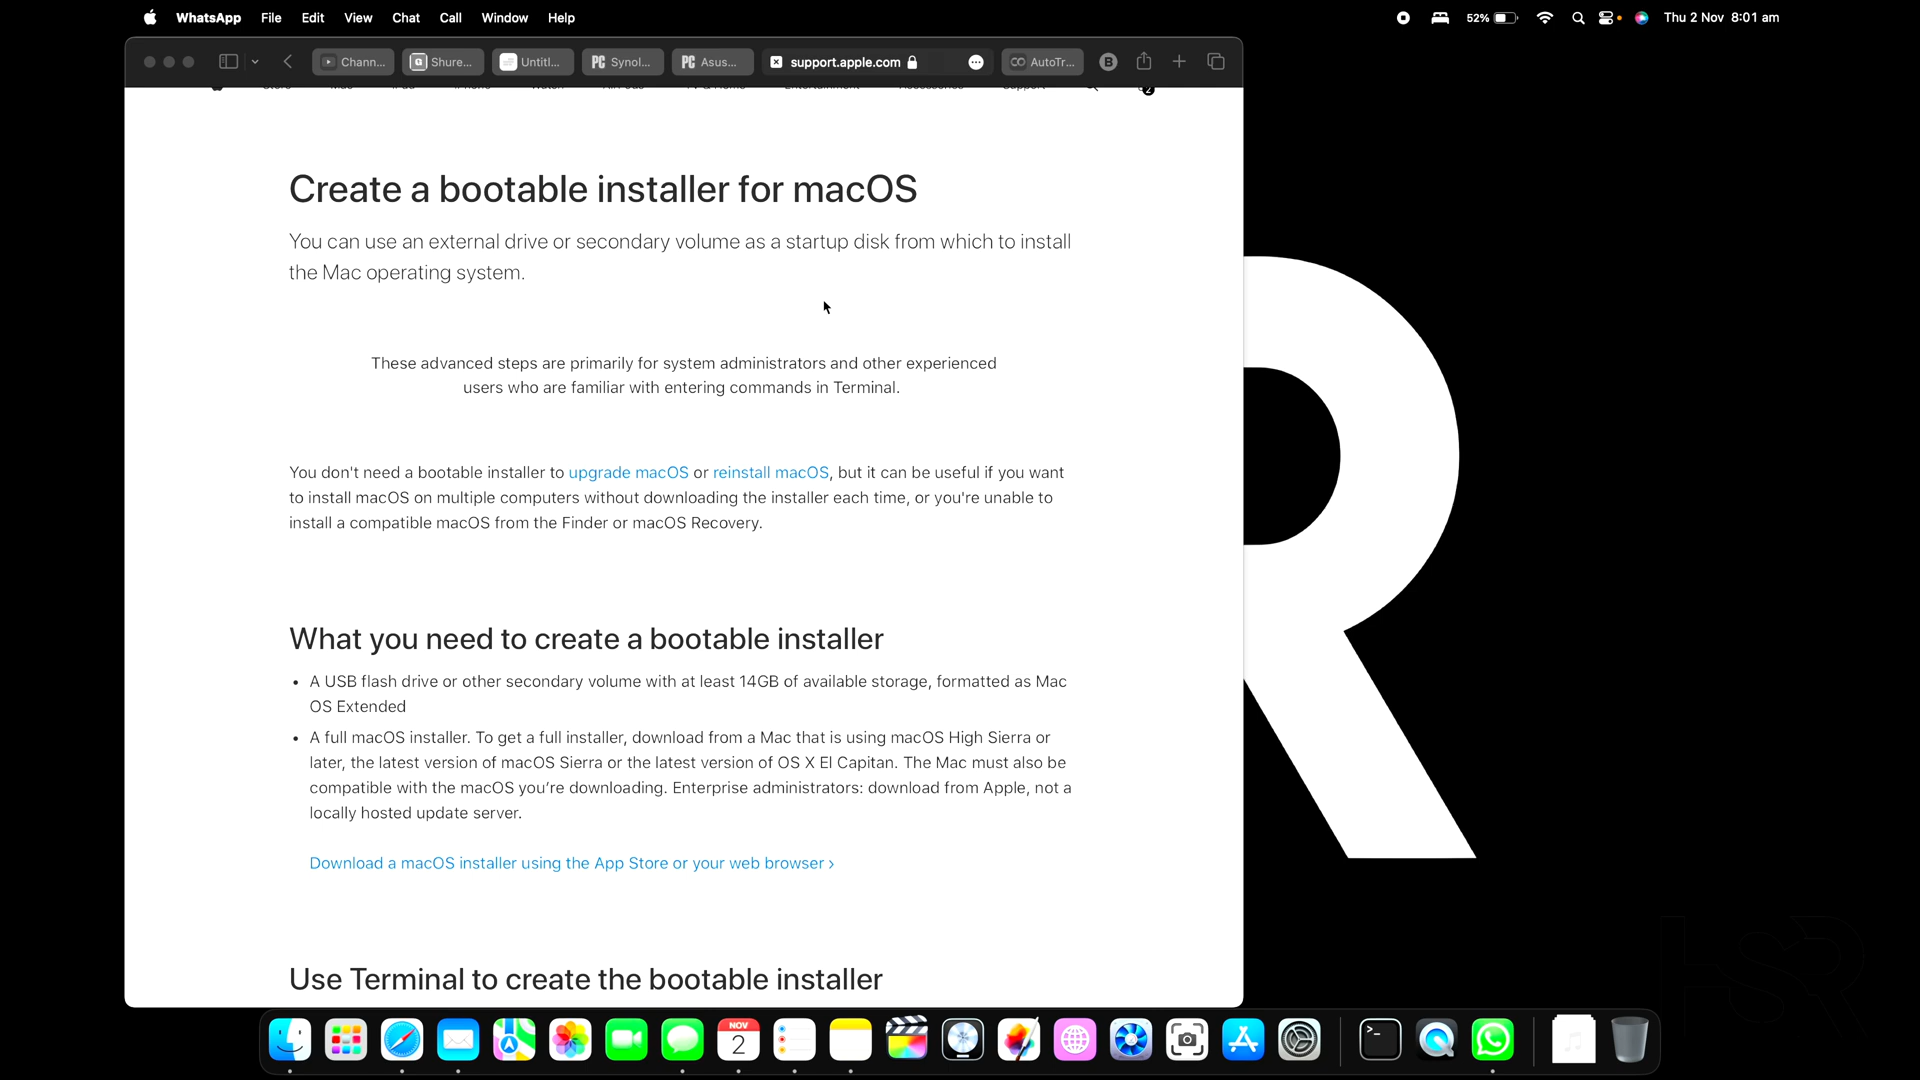 WhatsApp File Edit View Chat Call Window Help
52% Thu 2 Nov 8:01 am
Chann... Shure... Untitl... PC Synol... PC Asus... support.apple.com AutoTr... B
2
Create a bootable installer for macOS
You can use an external drive or secondary volume as a startup disk from which to install
the Mac operating system.
These advanced steps are primarily for system administrators and other experienced
users who are familiar with entering commands in Terminal.
You don't need a bootable installer to upgrade macOS or reinstall macOS, but it can be useful if you want
to install macOS on multiple computers without downloading the installer each time, or you're unable to
install a compatible macOS from the Finder or macOS Recovery.
What you need to create a bootable installer
• A USB flash drive or other secondary volume with at least 14GB of available storage, formatted as Mac
OS Extended
• A full macOS installer. To get a full installer, download from a Mac that is using macOS High Sierra or
later, the latest version of macOS Sierra or the latest version of OS X El Capitan. The Mac must also be
compatible with the macOS you’re downloading. Enterprise administrators: download from Apple, not a
locally hosted update server.
Download a macOS installer using the App Store or your web browser ›
Use Terminal to create the bootable installer
R
HSR
NOV
2